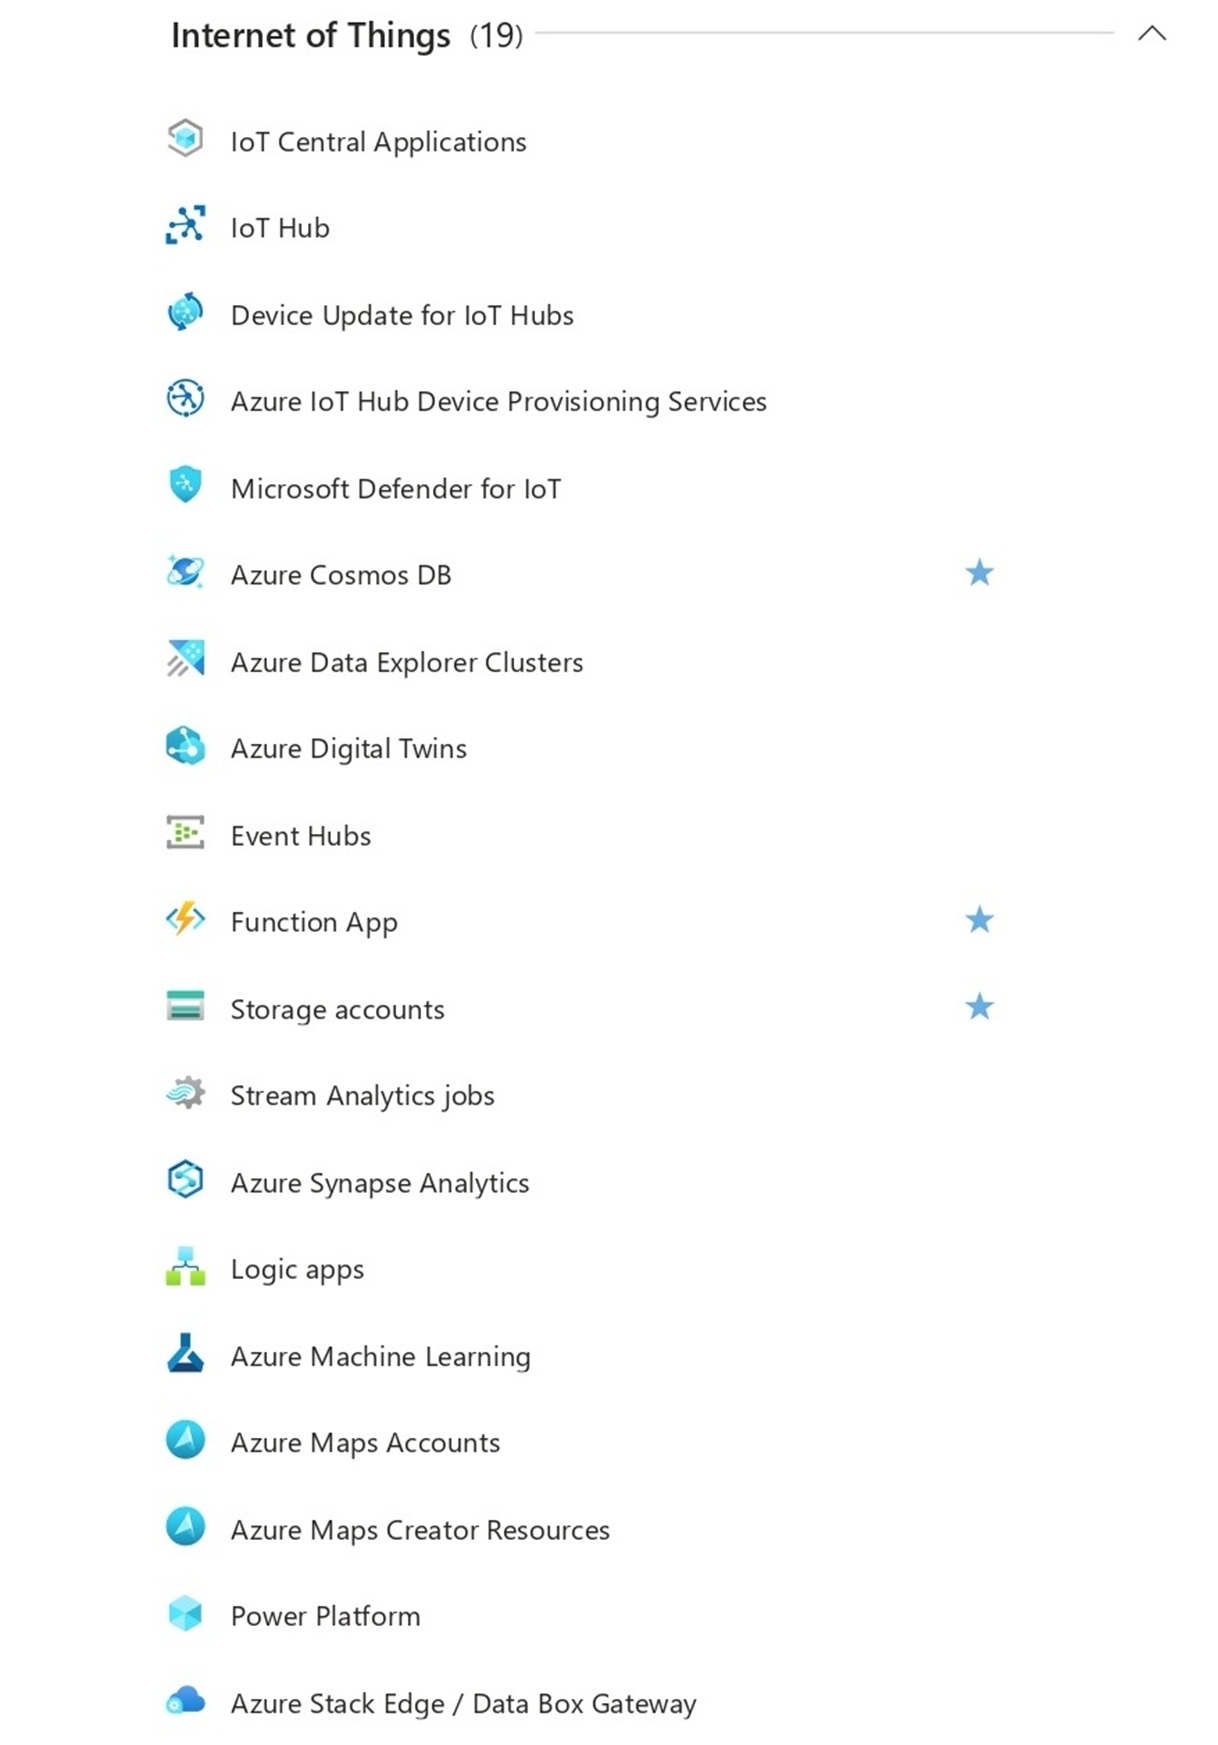 Internet of Things (19)
IoT Central Applications
IoT Hub
Device Update for IoT Hubs
Azure IoT Hub Device Provisioning Services
Microsoft Defender for IoT
Azure Cosmos DB
Azure Data Explorer Clusters
Azure Digital Twins
Event Hubs
Function App
Storage accounts
Stream Analytics jobs
Azure Synapse Analytics
Logic apps
Azure Machine Learning
Azure Maps Accounts
Azure Maps Creator Resources
Power Platform
Azure Stack Edge / Data Box Gateway